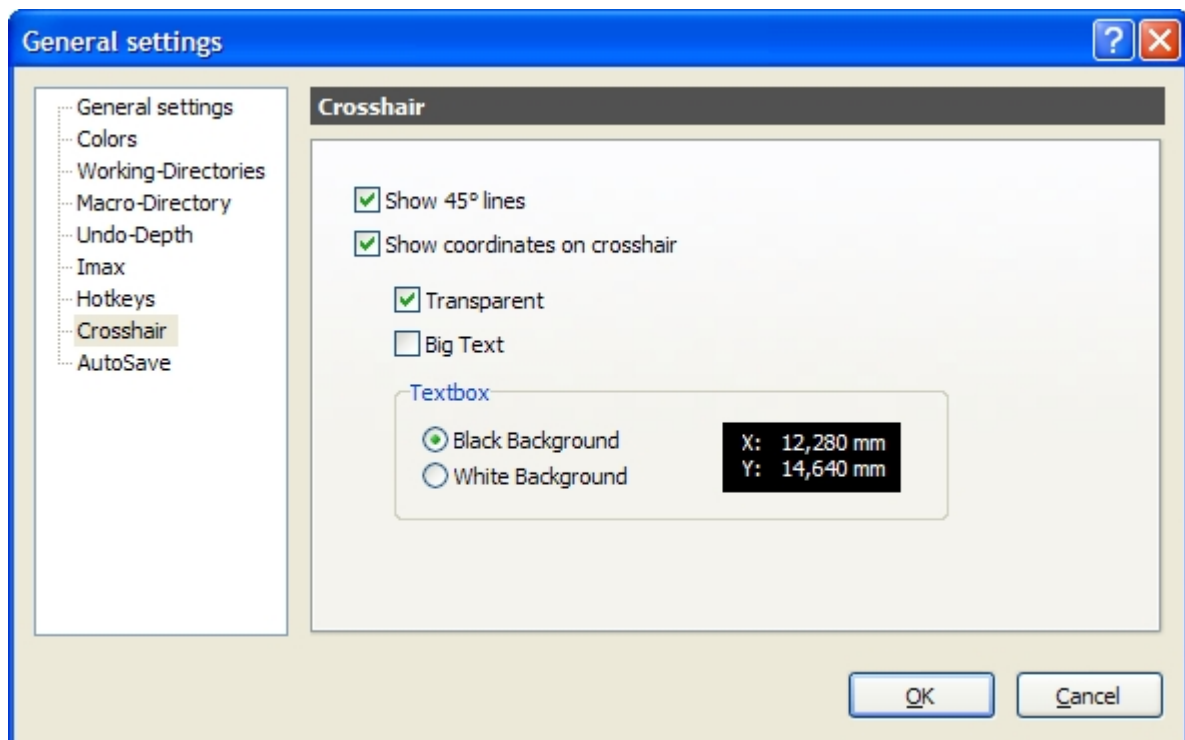 General settings
General settings
Colors
Working-Directories
Macro-Directory
Undo-Depth
Imax
Hotkeys
Crosshair
AutoSave
Crosshair
Show 45º lines
Show coordinates on crosshair
Transparent
Big Text
Textbox
Black Background
White Background
X: 12,280 mm
Y: 14,640 mm
OK
Cancel